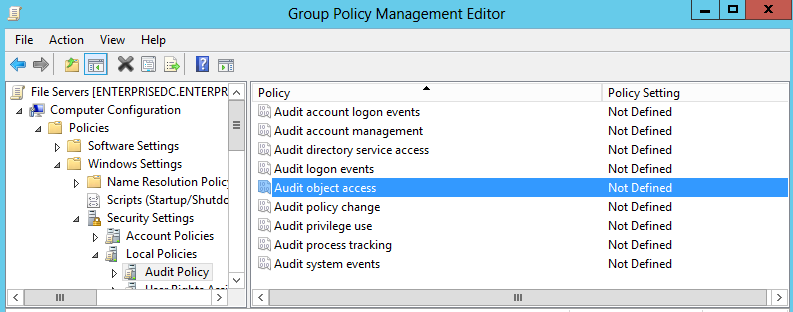 Group Policy Management Editor
File Action View Help
File Servers [ENTERPRISEDC.ENTERPR
Computer Configuration
Policies
Software Settings
Windows Settings
Name Resolution Policy
Scripts (Startup/Shutdo
Security Settings
Account Policies
Local Policies
Audit Policy
Policy Policy Setting
Audit account logon events Not Defined
Audit account management Not Defined
Audit directory service access Not Defined
Audit logon events Not Defined
Audit object access Not Defined
Audit policy change Not Defined
Audit privilege use Not Defined
Audit process tracking Not Defined
Audit system events Not Defined